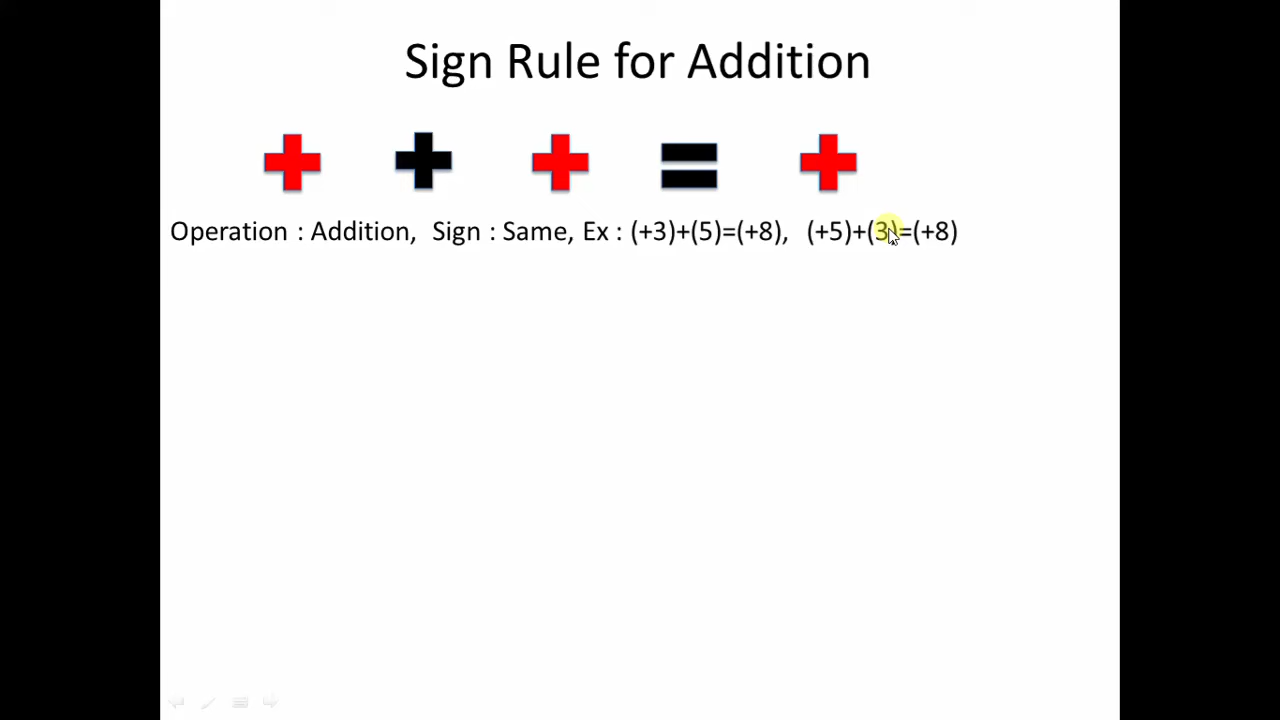 Sign Rule for Addition
+ + + = +
Operation : Addition, Sign : Same, Ex : (+3)+(5)=(+8), (+5)+(3)=(+8)